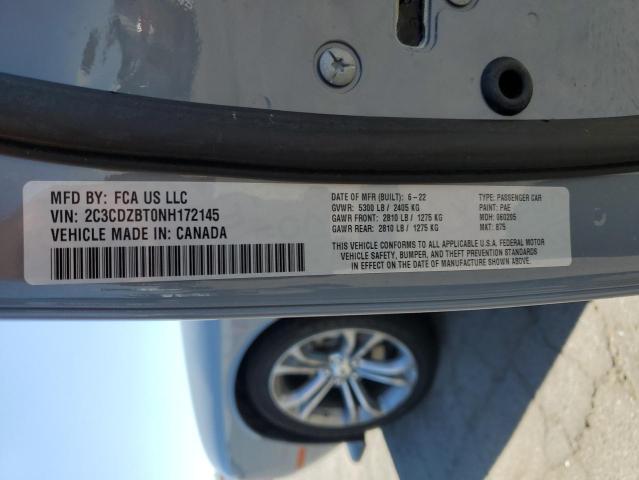 MFD BY: FCA US LLC
VIN: 2C3CDZBT0NH172145
VEHICLE MADE IN: CANADA
DATE OF MFR (BUILT): 6-22
GVWR: 5300 LB / 2405 KG
GAWR FRONT: 2810 LB / 1275 KG
GAWR REAR: 2810 LB / 1275 KG
TYPE: PASSENGER CAR
PAINT: PAE
MDH: 060205
MKT: 875
THIS VEHICLE CONFORMS TO ALL APPLICABLE U.S.A. FEDERAL MOTOR
VEHICLE SAFETY, BUMPER, AND THEFT PREVENTION STANDARDS
IN EFFECT ON THE DATE OF MANUFACTURE SHOWN ABOVE.